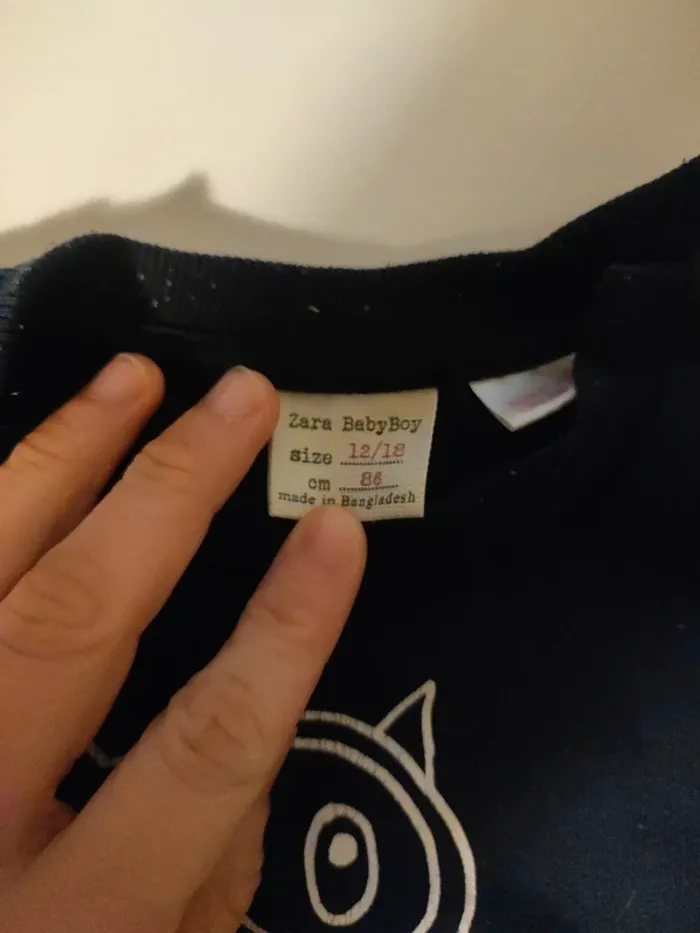 Zara BabyBoy
size 12/18
cm 86
made in Bangladesh